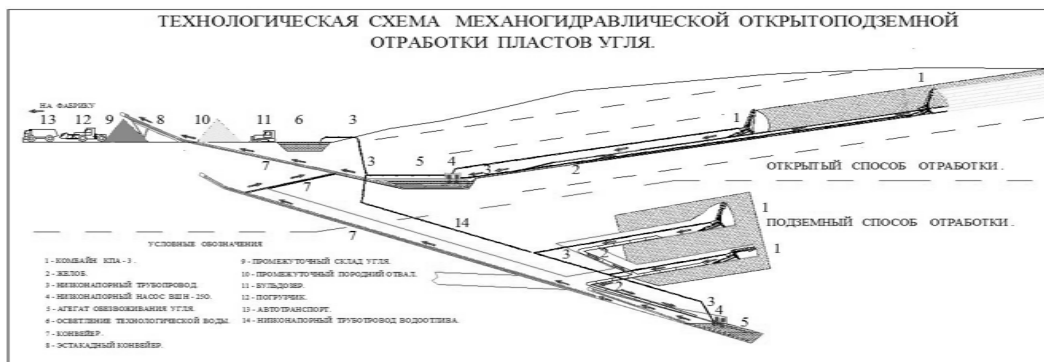 ТЕХНОЛОГИЧЕСКАЯ СХЕМА МЕХАНОГИДРАВЛИЧЕСКОЙ ОТКРЫТОПОДЗЕМНОЙ
ОТРАБОТКИ ПЛАСТОВ УГЛЯ.
1
НА ФАБРИКУ
13 12 9 8 10 11 6 3
1
7 3 5 4 3 2
ОТКРЫТЫЙ СПОСОБ ОТРАБОТКИ.
7
1
14
ПОДЗЕМНЫЙ СПОСОБ ОТРАБОТКИ.
7
3 2
1
2
3
4
5
УСЛОВНЫЕ ОБОЗНАЧЕНИЯ
1 - КОМБАЙН КПА - 3.
2 - ЖЕЛОБ.
3 - НИЗКОНАПОРНЫЙ ТРУБОПРОВОД.
4 - НИЗКОНАПОРНЫЙ НАСОС ВШН - 250.
5 - АГЕГАТ ОБЕЗВОЖИВАНИЯ УГЛЯ.
6 - ОСВЕТЛЕНИЕ ТЕХНОЛОГИЧЕСКОЙ ВОДЫ.
7 - КОНВЕЙЕР.
8 - ЭСТАКАДНЫЙ КОНВЕЙЕР.
9 - ПРОМЕЖУТОЧНЫЙ СКЛАД УГЛЯ.
10 - ПРОМЕЖУТОЧНЫЙ ПОРОДНИЙ ОТВАЛ.
11 - БУЛЬДОЗЕР.
12 - ПОГРУЗЧИК.
13 - АВТОТРАНСПОРТ.
14 - НИЗКОНАПОРНЫЙ ТРУБОТРОВОД ВОДООТЛИВА.